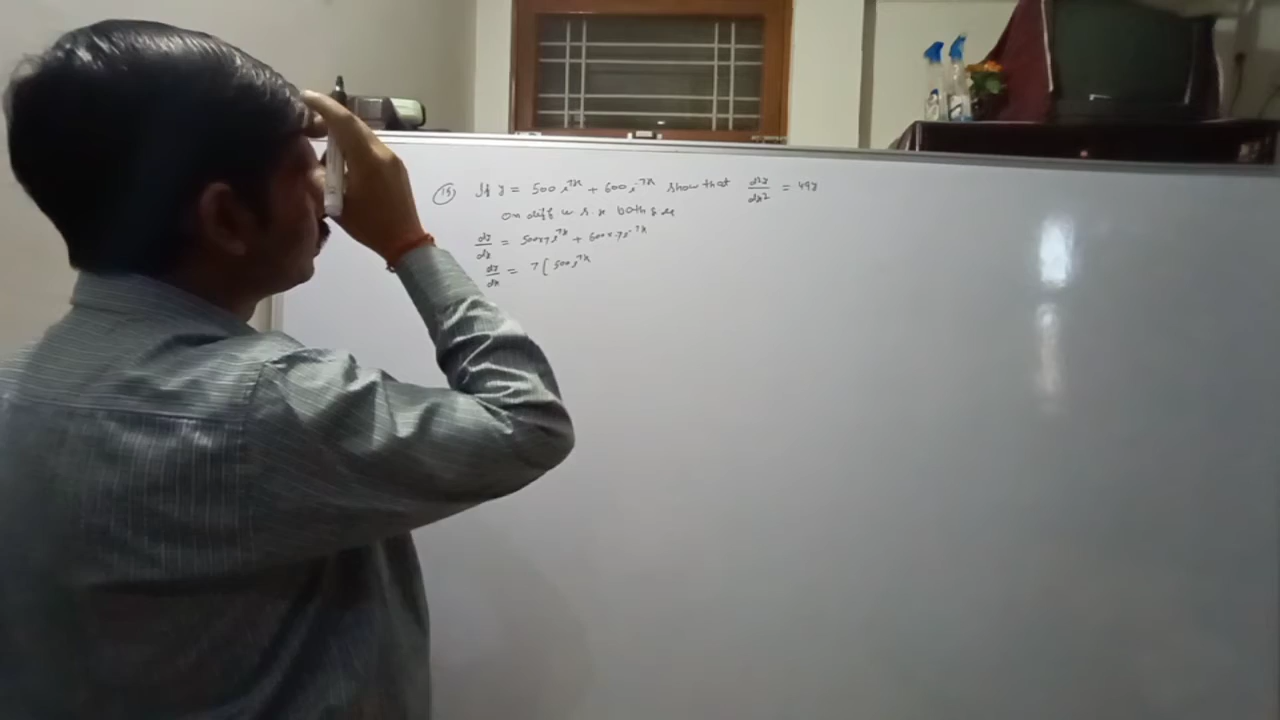 (15) If y = 500 e^7x + 600 e^-7x show that d²y/dx² = 49y
on diff w.r.x both side
dy/dx = 500×7e^7x + 600×-7e^-7x
dy/dx = 7 [ 500 e^7x